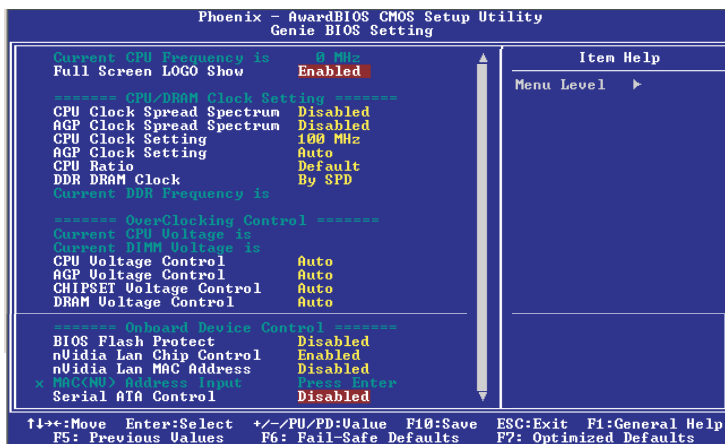 Phoenix - AwardBIOS CMOS Setup Utility
Genie BIOS Setting
Current CPU Frequency is 0 MHz
Full Screen LOGO Show Enabled
======= CPU/DRAM Clock Setting =======
CPU Clock Spread Spectrum Disabled
AGP Clock Spread Spectrum Disabled
CPU Clock Setting 100 MHz
AGP Clock Setting Auto
CPU Ratio Default
DDR DRAM Clock By SPD
Current DDR Frequency is
======= OverClocking Control =======
Current CPU Voltage is
Current DIMM Voltage is
CPU Voltage Control Auto
AGP Voltage Control Auto
CHIPSET Voltage Control Auto
DRAM Voltage Control Auto
======= Onboard Device Control =======
BIOS Flash Protect Disabled
nVidia Lan Chip Control Enabled
nVidia Lan MAC Address Disabled
x MAC(NV) Address Input Press Enter
Serial ATA Control Disabled
Item Help
Menu Level ►
↑↓→←:Move Enter:Select +/-/PU/PD:Value F10:Save ESC:Exit F1:General Help
F5: Previous Values F6: Fail-Safe Defaults F7: Optimized Defaults